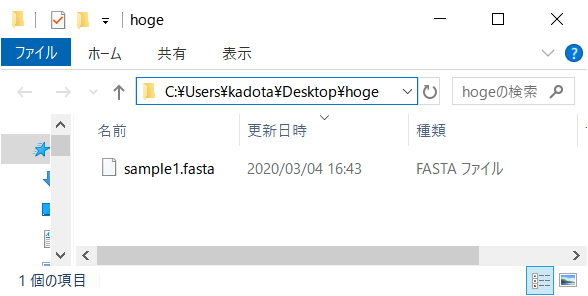 hoge
ファイル ホーム 共有 表示
C:¥Users¥kadota¥Desktop¥hoge hogeの検索
名前 更新日時 種類
sample1.fasta 2020/03/04 16:43 FASTA ファイル
1 個の項目